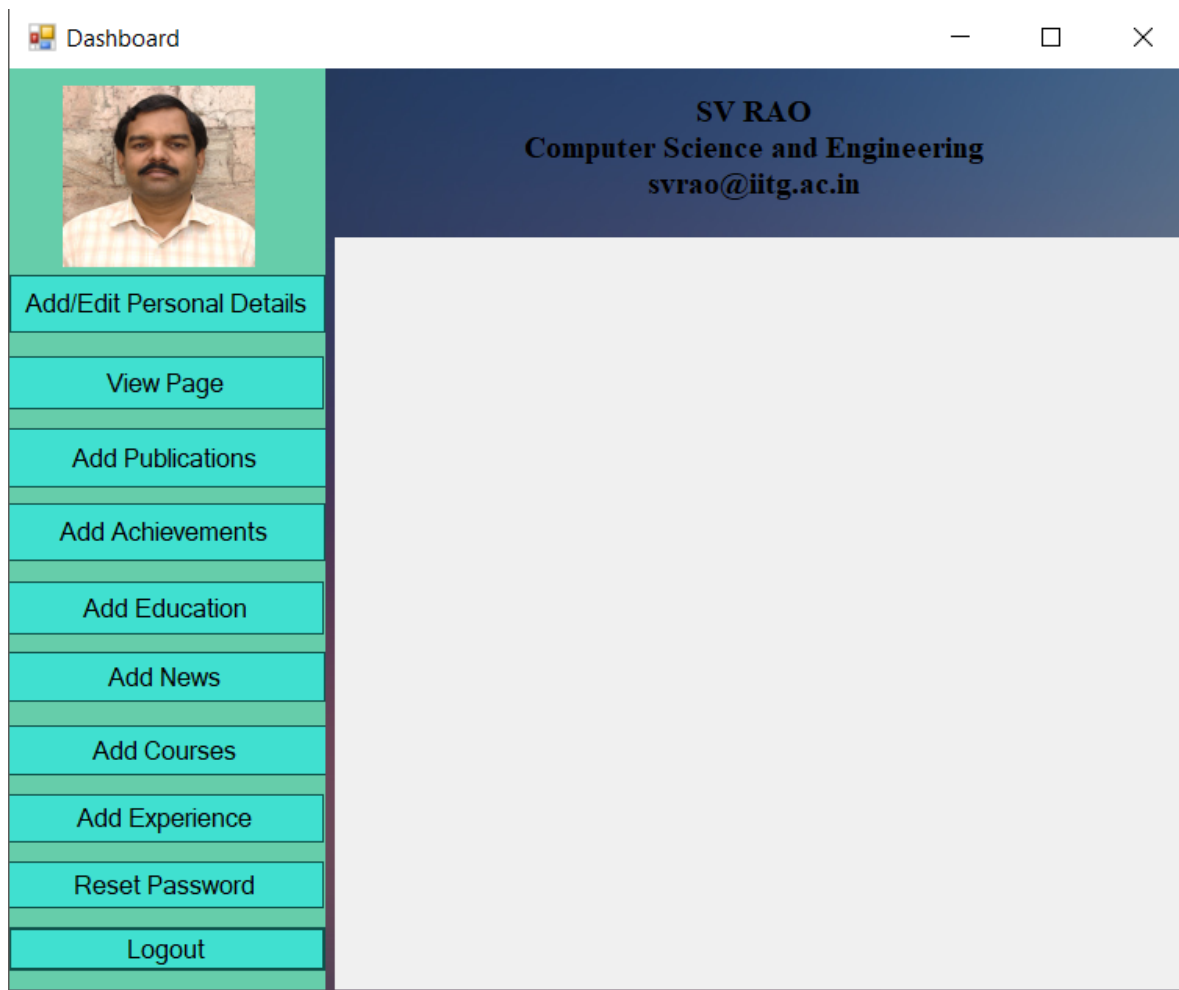 Dashboard
SV RAO
Computer Science and Engineering
svrao@iitg.ac.in
Add/Edit Personal Details
View Page
Add Publications
Add Achievements
Add Education
Add News
Add Courses
Add Experience
Reset Password
Logout